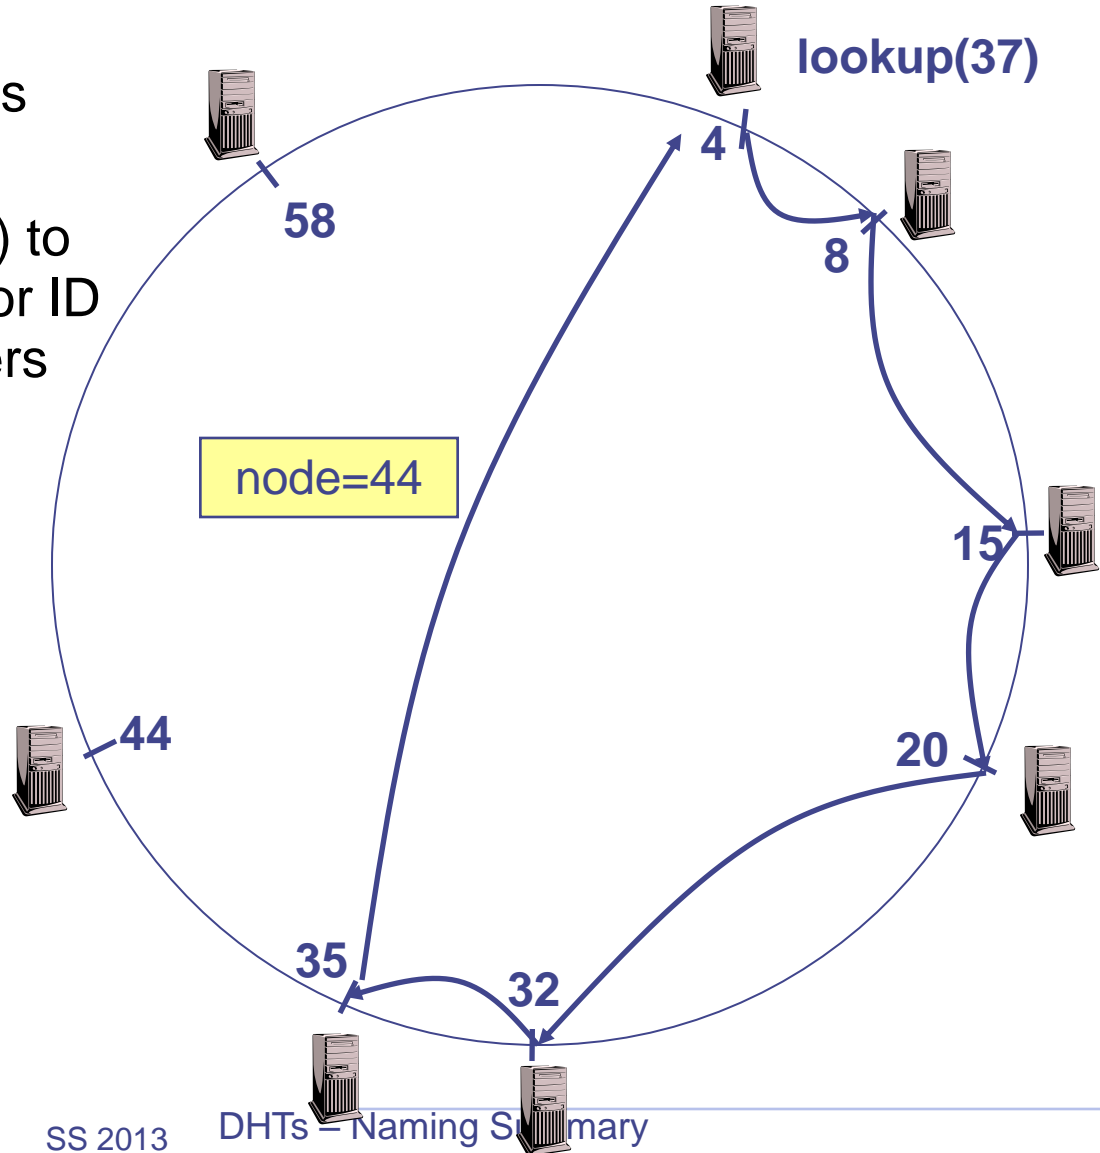 lookup(37)
s
) to
or ID
ers
4
58
8
node=44
15
44
20
35
32
SS 2013
DHTs – Naming Summary